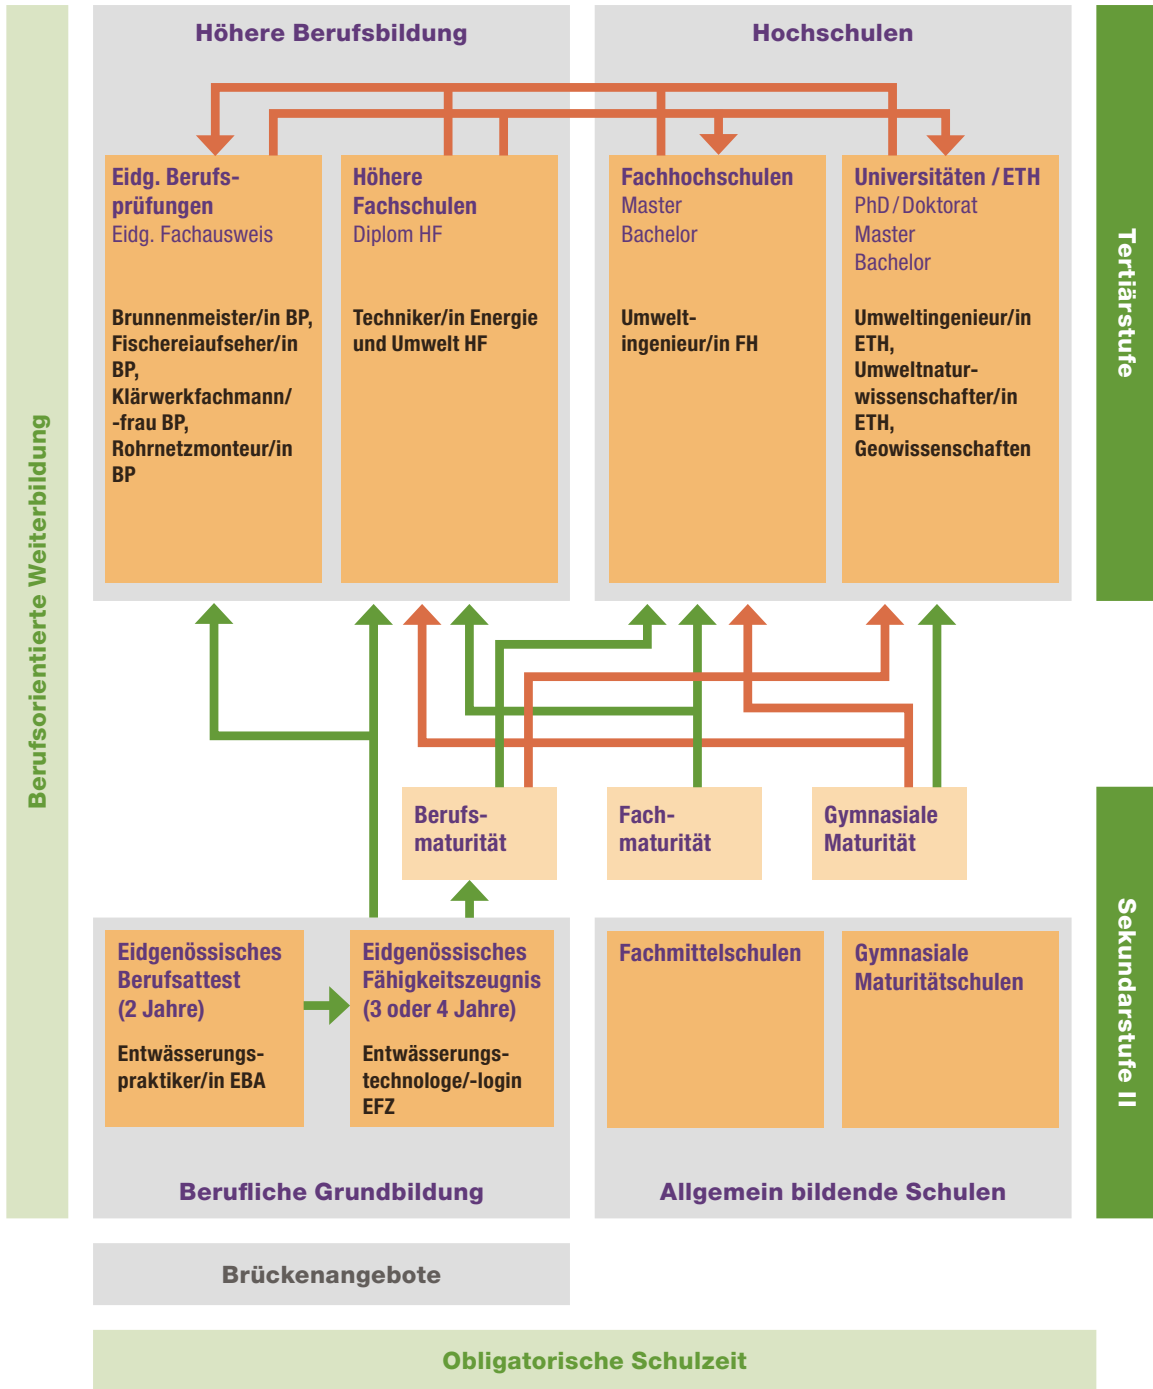 Höhere Berufsbildung
Hochschulen
Eidg. Berufs-
prüfungen
Eidg. Fachausweis
Brunnenmeister/in BP,
Fischereiaufseher/in
BP,
Klärwerkfachmann/
-frau BP,
Rohrnetzmonteur/in
BP
Höhere
Fachschulen
Diplom HF
Techniker/in Energie
und Umwelt HF
Fachhochschulen
Master
Bachelor
Umwelt-
ingenieur/in FH
Universitäten / ETH
PhD / Doktorat
Master
Bachelor
Umweltingenieur/in
ETH,
Umweltnatur-
wissenschafter/in
ETH,
Geowissenschaften
Tertiärstufe
Berufsorientierte Weiterbildung
Berufs-
maturität
Fach-
maturität
Gymnasiale
Maturität
Eidgenössisches
Berufsattest
(2 Jahre)
Entwässerungs-
praktiker/in EBA
Eidgenössisches
Fähigkeitszeugnis
(3 oder 4 Jahre)
Entwässerungs-
technologe/-login
EFZ
Fachmittelschulen
Gymnasiale
Maturitätschulen
Sekundarstufe II
Berufliche Grundbildung
Allgemein bildende Schulen
Brückenangebote
Obligatorische Schulzeit